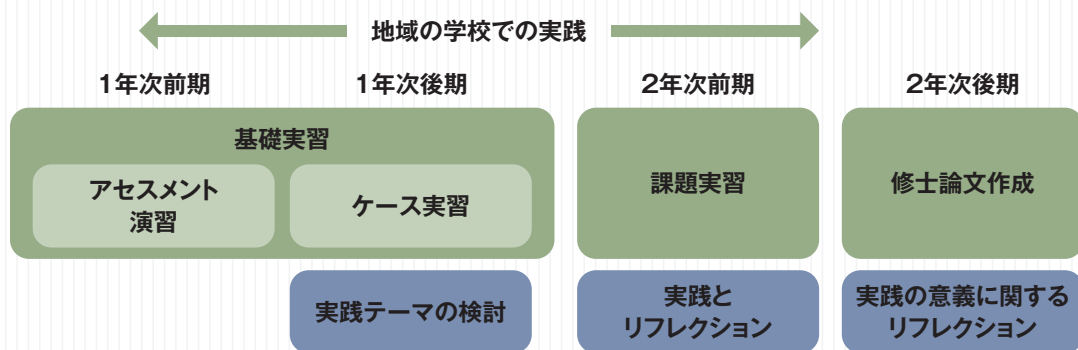 地域の学校での実践
1年次前期
1年次後期
2年次前期
2年次後期
基礎実習
アセスメント
演習
ケース実習
課題実習
修士論文作成
実践テーマの検討
実践と
リフレクション
実践の意義に関する
リフレクション